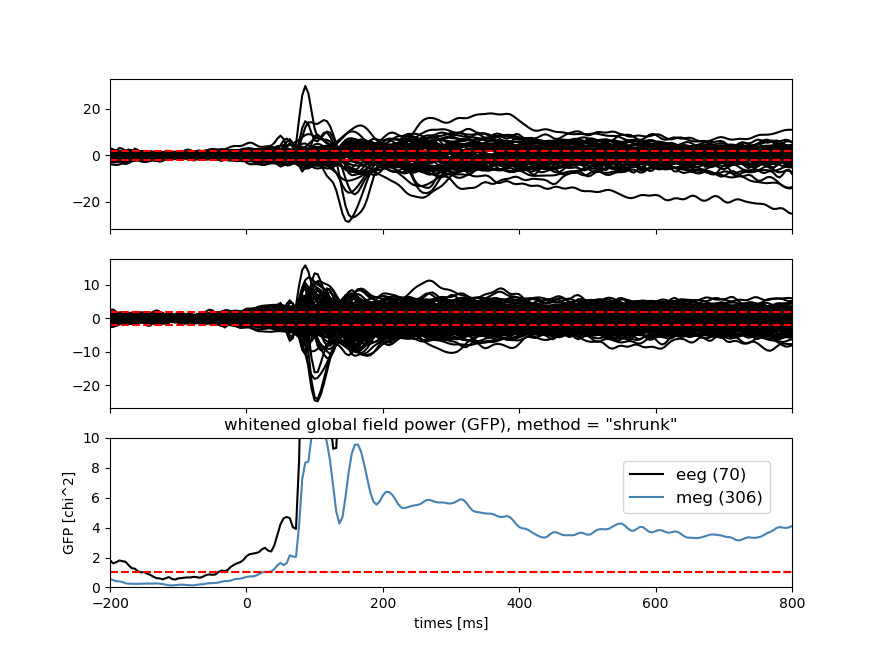 20
0
−20
10
0
−10
−20
whitened global field power (GFP), method = "shrunk"
GFP [chi^2]
10
8
6
4
2
0
eeg (70)
meg (306)
−200 0 200 400 600 800
times [ms]